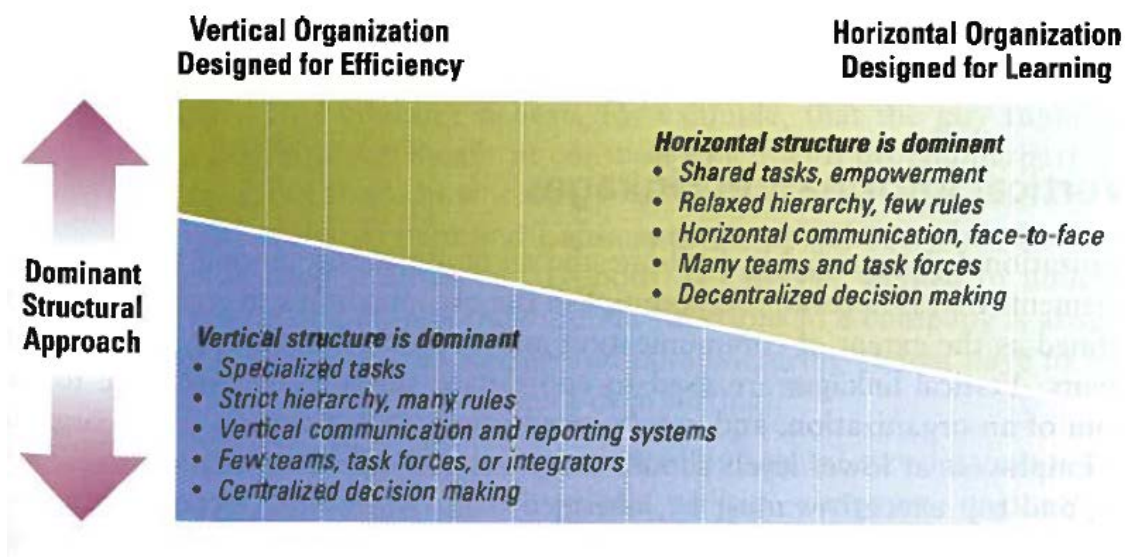 Vertical Organization
Designed for Efficiency
Horizontal Organization
Designed for Learning
Dominant
Structural
Approach
Horizontal structure is dominant
• Shared tasks, empowerment
• Relaxed hierarchy, few rules
• Horizontal communication, face-to-face
• Many teams and task forces
• Decentralized decision making
Vertical structure is dominant
• Specialized tasks
• Strict hierarchy, many rules
• Vertical communication and reporting systems
• Few teams, task forces, or integrators
• Centralized decision making